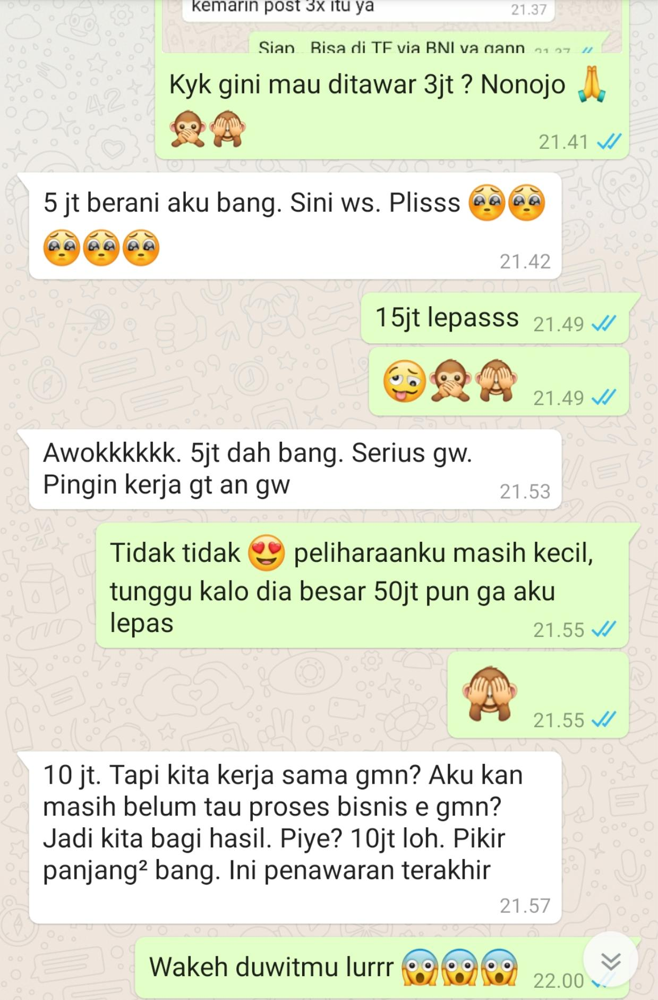 kemarin post 3x itu ya 21.37
Siap.. Bisa di TF via BNI ya gann 21.37
Kyk gini mau ditawar 3jt ? Nonojo 🙏
🙊🙈
21.41
5 jt berani aku bang. Sini ws. Plisss 🥺🥺
🥺🥺🥺
21.42
15jt lepasss 21.49
🥴🙊🙈 21.49
Awokkkkkk. 5jt dah bang. Serius gw.
Pingin kerja gt an gw 21.53
Tidak tidak 😍 peliharaanku masih kecil,
tunggu kalo dia besar 50jt pun ga aku
lepas 21.55
🙈 21.55
10 jt. Tapi kita kerja sama gmn? Aku kan
masih belum tau proses bisnis e gmn?
Jadi kita bagi hasil. Piye? 10jt loh. Pikir
panjang² bang. Ini penawaran terakhir
21.57
Wakeh duwitmu lurrr 😱😱😱 22.00